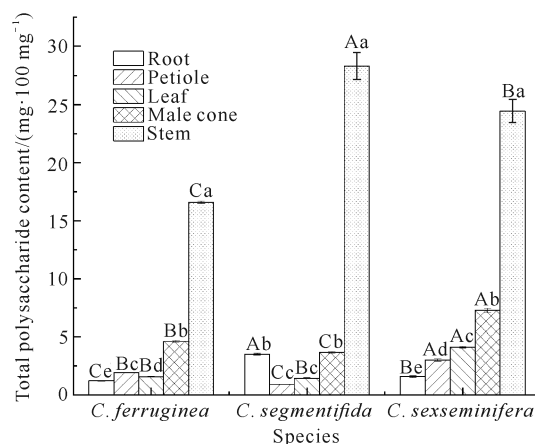 Total polysaccharide content/(mg·100 mg⁻¹)
30
25
20
15
10
5
0
Root
Petiole
Leaf
Male cone
Stem
Ce
Bc
Bd
Bb
Ca
Ab
Cc
Bc
Cb
Aa
Be
Ad
Ac
Ab
Ba
C. ferruginea C. segmentifida C. sexseminifera
Species